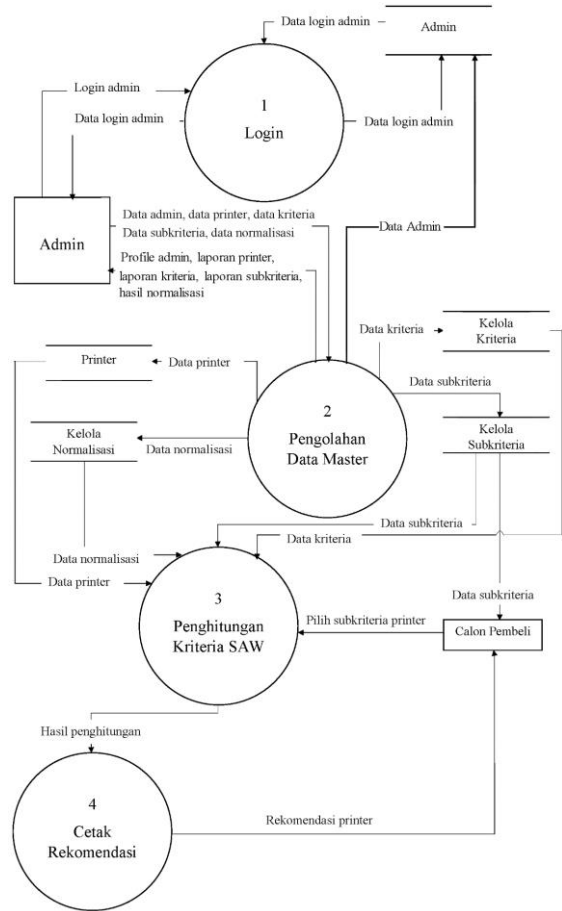 Data login admin
Admin
Login admin
1
Login
Data login admin
Data login admin
Admin
Data admin, data printer, data kriteria
Data subkriteria, data normalisasi
Data Admin
Profile admin, laporan printer,
laporan kriteria, laporan subkriteria,
hasil normalisasi
Data kriteria
Kelola
Kriteria
Printer
Data printer
Data subkriteria
2
Pengolahan
Data Master
Kelola
Normalisasi
Data normalisasi
Kelola
Subkriteria
Data subkriteria
Data kriteria
Data normalisasi
Data printer
Data subkriteria
3
Penghitungan
Kriteria SAW
Pilih subkriteria printer
Calon Pembeli
Hasil penghitungan
4
Cetak
Rekomendasi
Rekomendasi printer